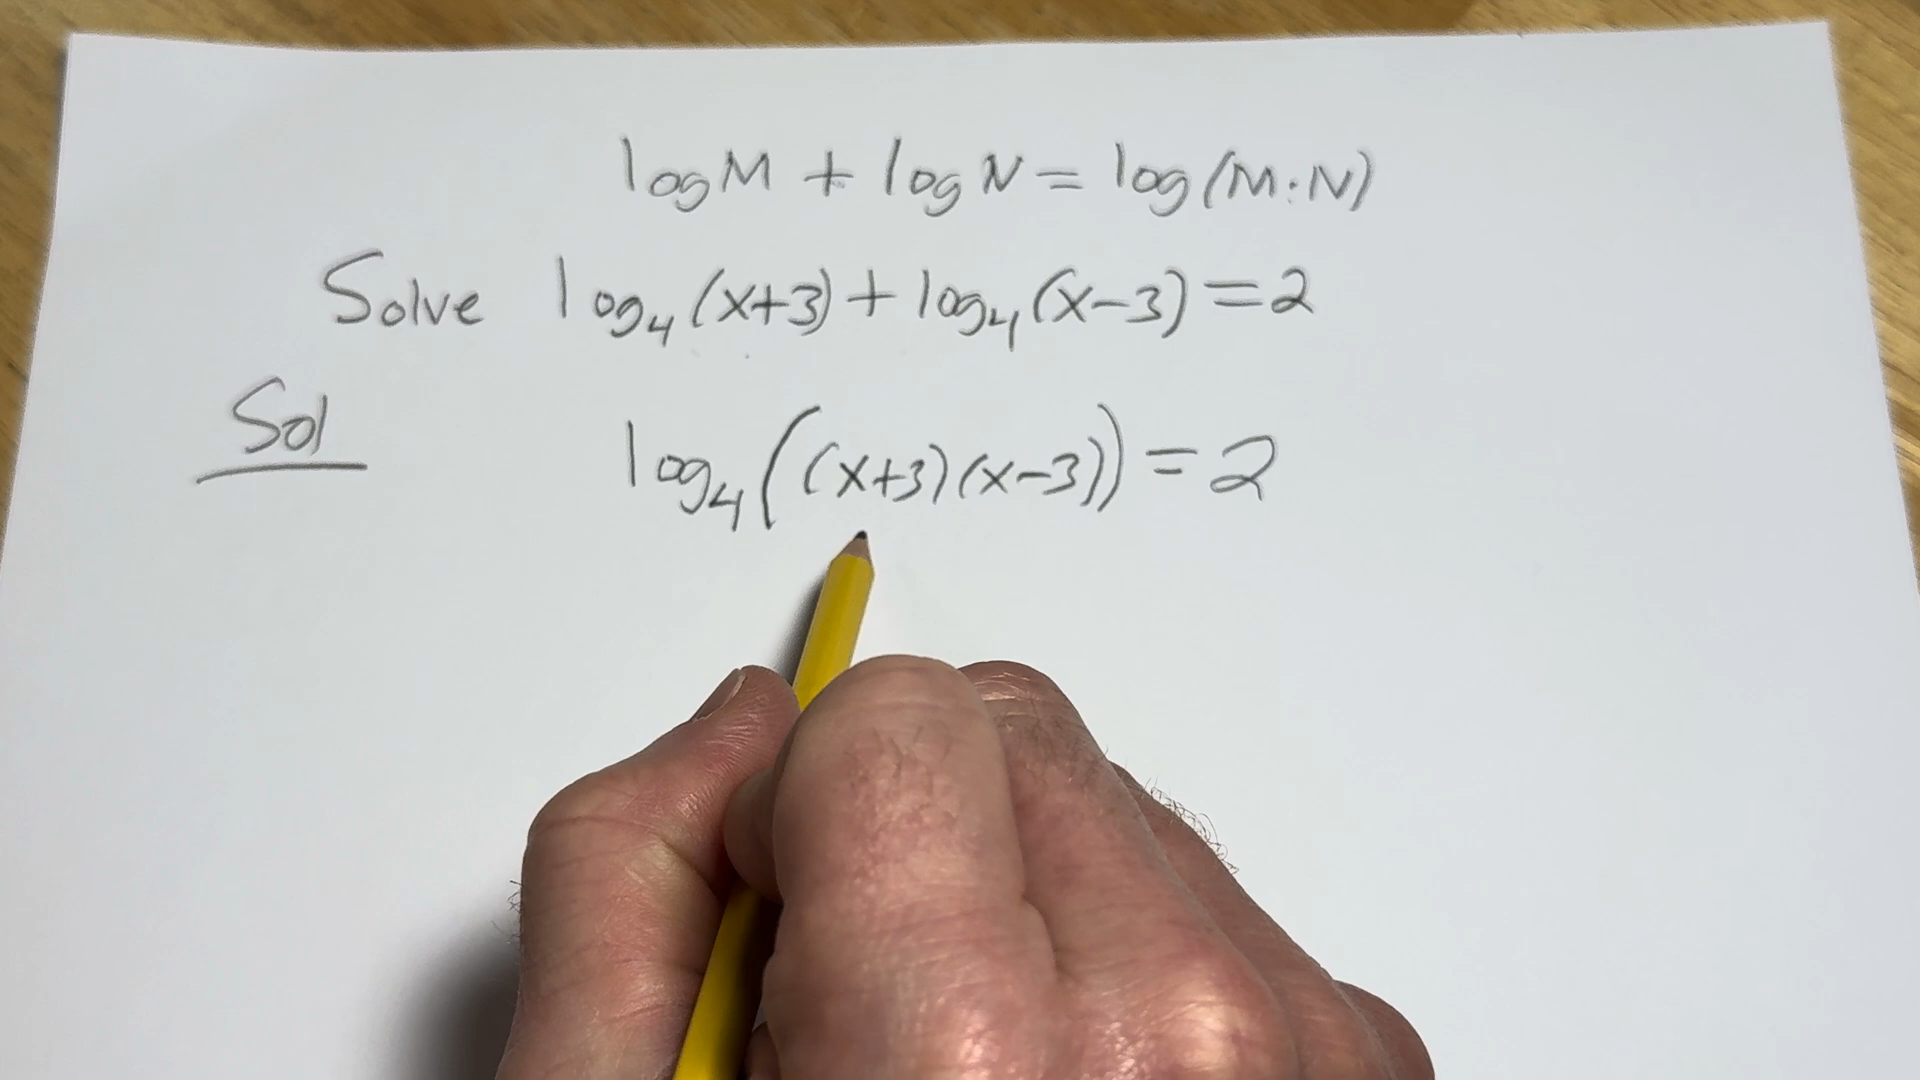 log M + log N = log(M·N)
Solve log₄(x+3) + log₄(x-3) = 2
Sol log₄((x+3)(x-3)) = 2